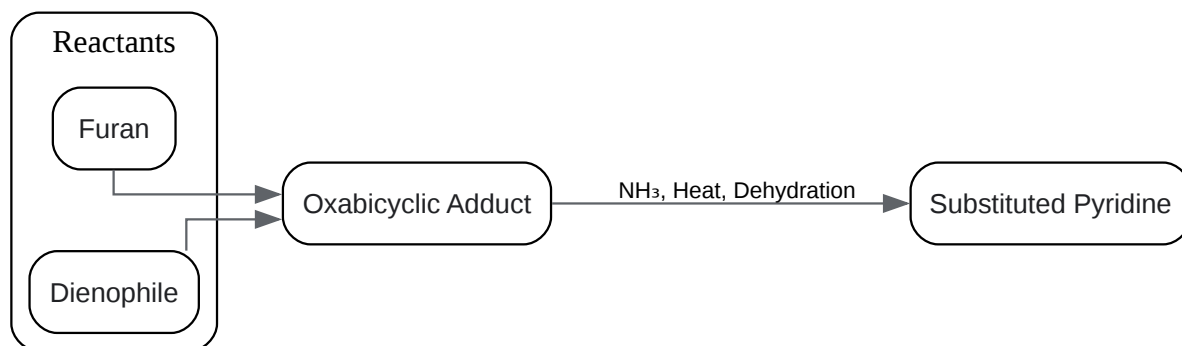 Reactants
Furan
Dienophile
Oxabicyclic Adduct
NH₃, Heat, Dehydration
Substituted Pyridine